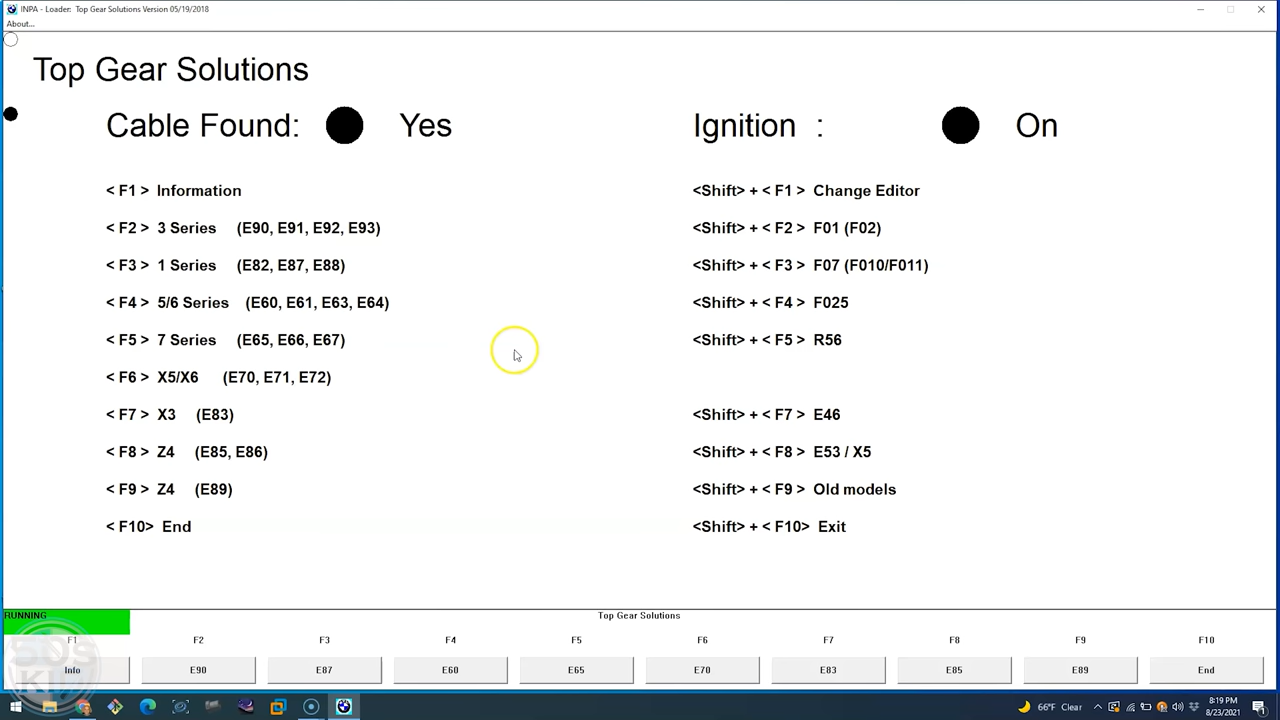 INPA - Loader: Top Gear Solutions Version 05/19/2018
About...
Top Gear Solutions
Cable Found: Yes
Ignition : On
< F1 > Information
<Shift> + < F1 > Change Editor
< F2 > 3 Series (E90, E91, E92, E93)
<Shift> + < F2 > F01 (F02)
< F3 > 1 Series (E82, E87, E88)
<Shift> + < F3 > F07 (F010/F011)
< F4 > 5/6 Series (E60, E61, E63, E64)
<Shift> + < F4 > F025
< F5 > 7 Series (E65, E66, E67)
<Shift> + < F5 > R56
< F6 > X5/X6 (E70, E71, E72)
< F7 > X3 (E83)
<Shift> + < F7 > E46
< F8 > Z4 (E85, E86)
<Shift> + < F8 > E53 / X5
< F9 > Z4 (E89)
<Shift> + < F9 > Old models
< F10> End
<Shift> + < F10> Exit
RUNNING
Top Gear Solutions
F1 F2 F3 F4 F5 F6 F7 F8 F9 F10
Info E90 E87 E60 E65 E70 E83 E85 E89 End
66°F Clear
8:19 PM
8/23/2021